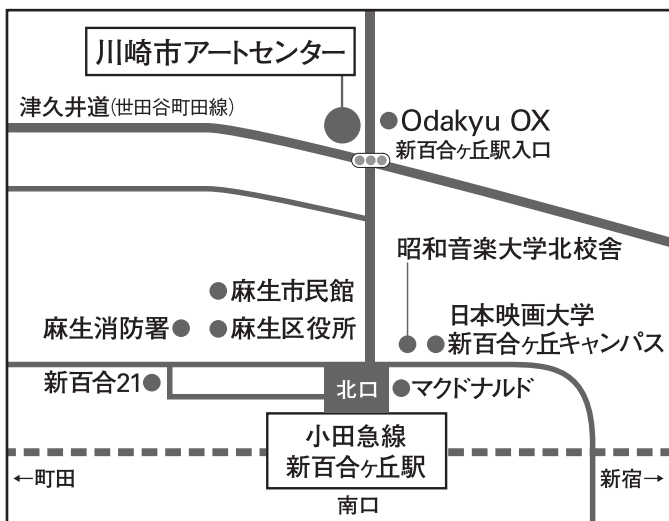 川崎市アートセンター
津久井道(世田谷町田線)
Odakyu OX
新百合ヶ丘駅入口
昭和音楽大学北校舎
麻生市民館
麻生消防署
麻生区役所
日本映画大学
新百合ヶ丘キャンパス
新百合21
北口
マクドナルド
小田急線
新百合ヶ丘駅
←町田
新宿→
南口